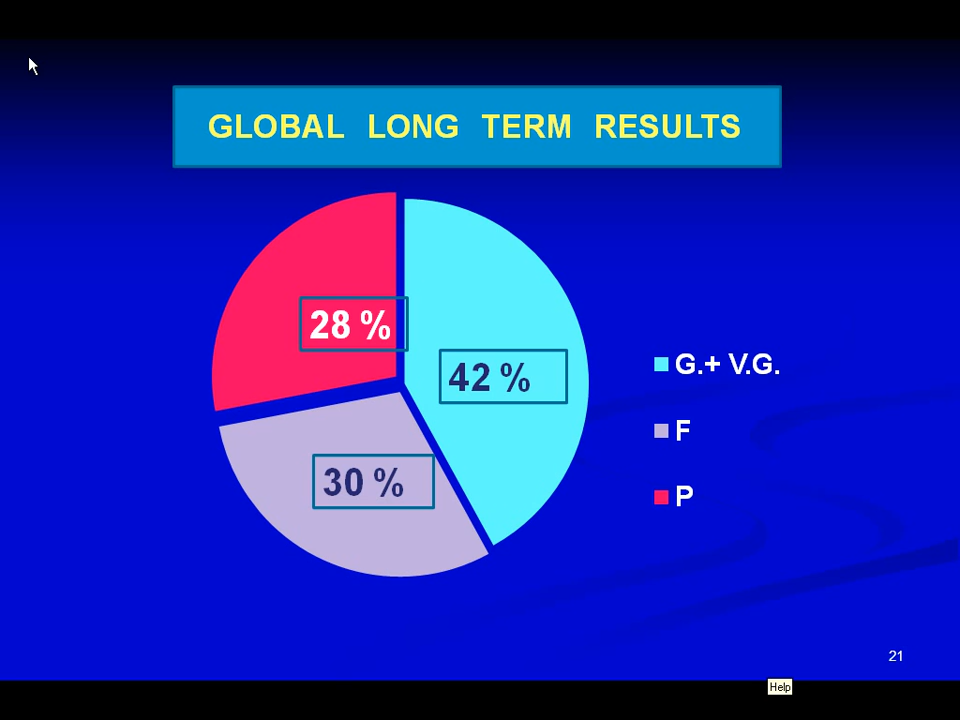 GLOBAL LONG TERM RESULTS
28 %
42 %
30 %
G.+ V.G.
F
P
21
Help